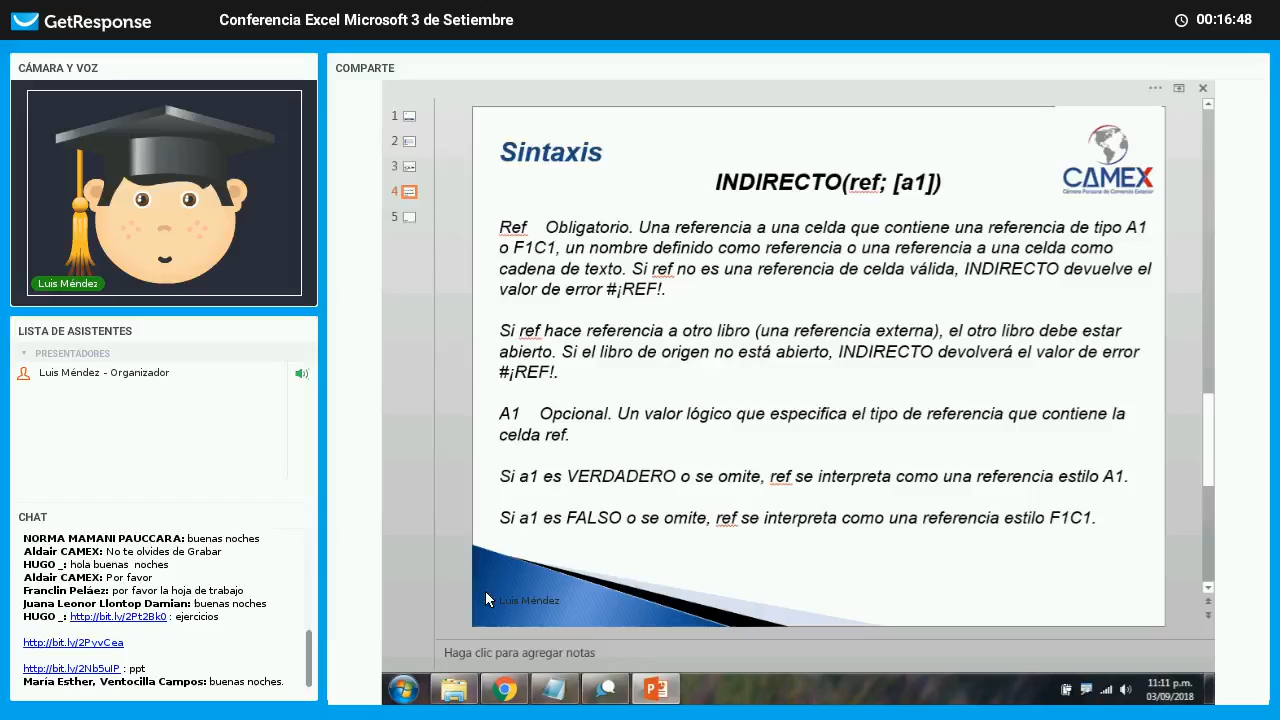 GetResponse
Conferencia Excel Microsoft 3 de Setiembre
00:16:48
CÁMARA Y VOZ
Luis Méndez
LISTA DE ASISTENTES
PRESENTADORES
Luis Méndez - Organizador
CHAT
NORMA MAMANI PAUCCARA: buenas noches
Aldair CAMEX: No te olvides de Grabar
HUGO _: hola buenas noches
Aldair CAMEX: Por favor
Franclin Peláez: por favor la hoja de trabajo
Juana Leonor Llontop Damian: buenas noches
HUGO _: http://bit.ly/2Pt2Bk0 : ejercicios
http://bit.ly/2PyvCea
http://bit.ly/2Nb5uIP : ppt
María Esther, Ventocilla Campos: buenas noches.
COMPARTE
1
2
3
4
5
Sintaxis
CAMEX
Cámara Peruana de Comercio Exterior
INDIRECTO(ref; [a1])
Ref Obligatorio. Una referencia a una celda que contiene una referencia de tipo A1
o F1C1, un nombre definido como referencia o una referencia a una celda como
cadena de texto. Si ref no es una referencia de celda válida, INDIRECTO devuelve el
valor de error #¡REF!.
Si ref hace referencia a otro libro (una referencia externa), el otro libro debe estar
abierto. Si el libro de origen no está abierto, INDIRECTO devolverá el valor de error
#¡REF!.
A1 Opcional. Un valor lógico que especifica el tipo de referencia que contiene la
celda ref.
Si a1 es VERDADERO o se omite, ref se interpreta como una referencia estilo A1.
Si a1 es FALSO o se omite, ref se interpreta como una referencia estilo F1C1.
Luis Méndez
Haga clic para agregar notas
11:11 p.m.
03/09/2018